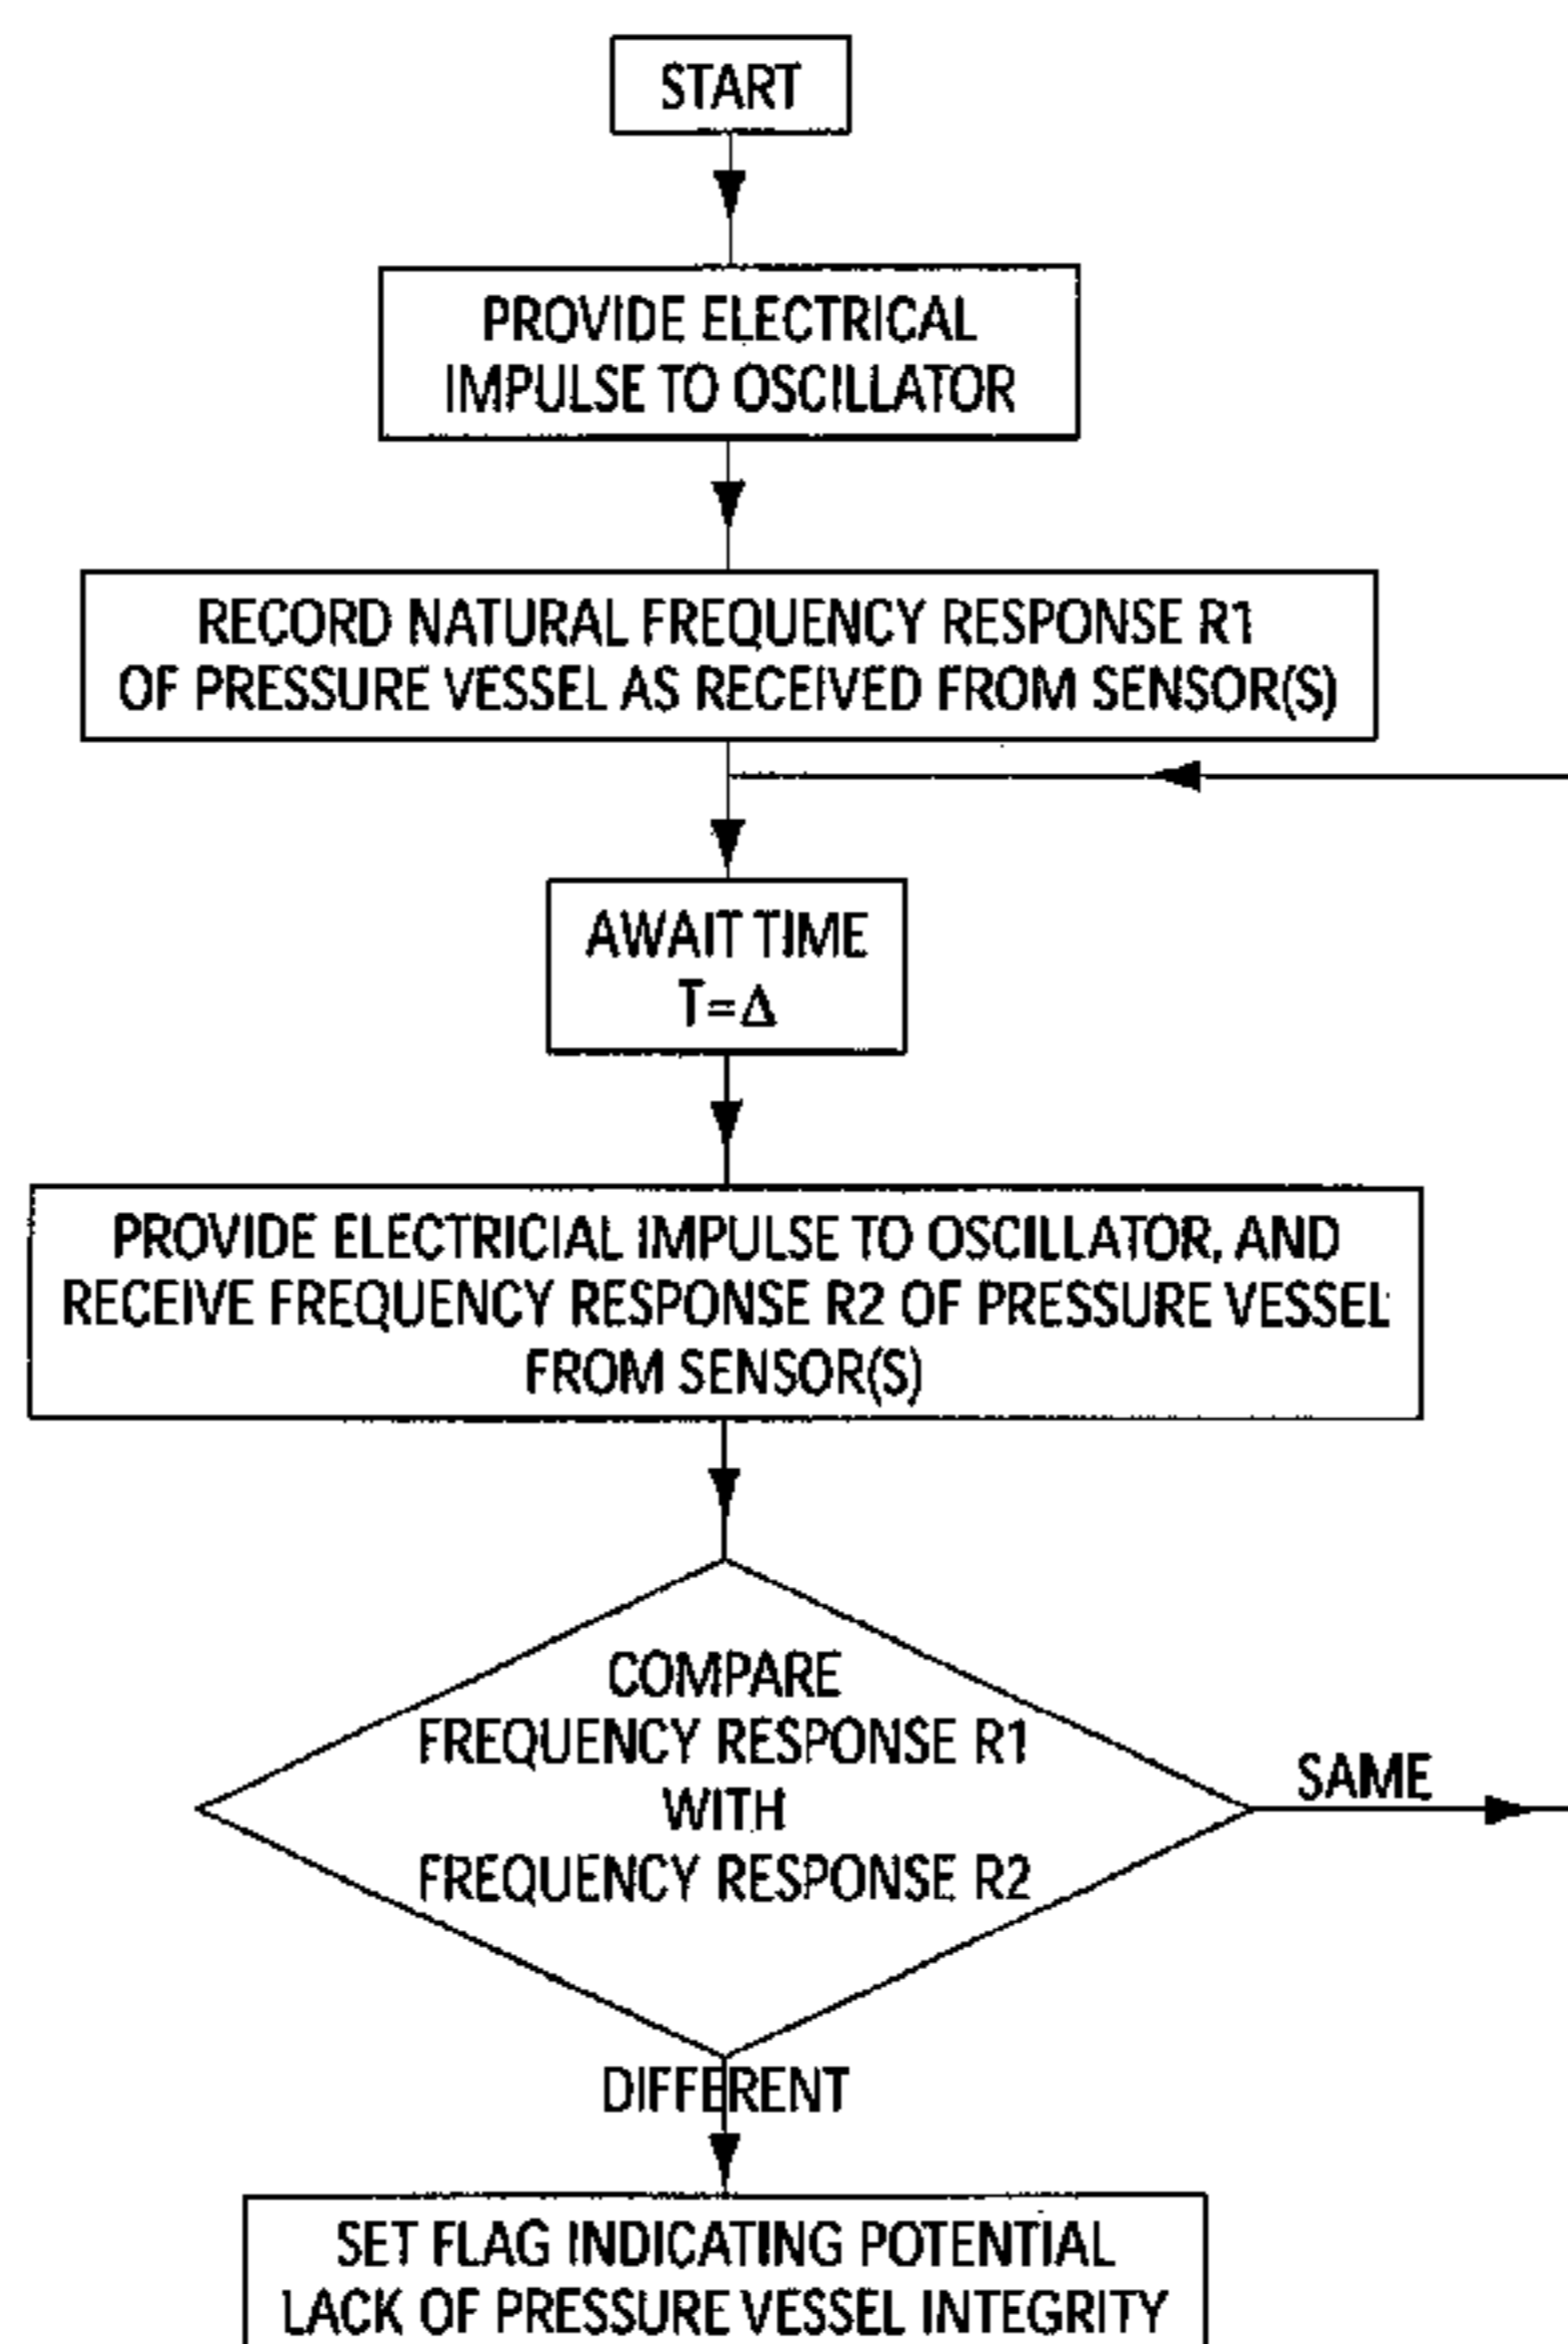 START
PROVIDE ELECTRICAL
IMPULSE TO OSCILLATOR
RECORD NATURAL FREQUENCY RESPONSE R1
OF PRESSURE VESSEL AS RECEIVED FROM SENSOR(S)
AWAIT TIME
T=Δ
PROVIDE ELECTRICIAL IMPULSE TO OSCILLATOR, AND
RECEIVE FREQUENCY RESPONSE R2 OF PRESSURE VESSEL
FROM SENSOR(S)
COMPARE
FREQUENCY RESPONSE R1
WITH
FREQUENCY RESPONSE R2
SAME
DIFFERENT
SET FLAG INDICATING POTENTIAL
LACK OF PRESSURE VESSEL INTEGRITY